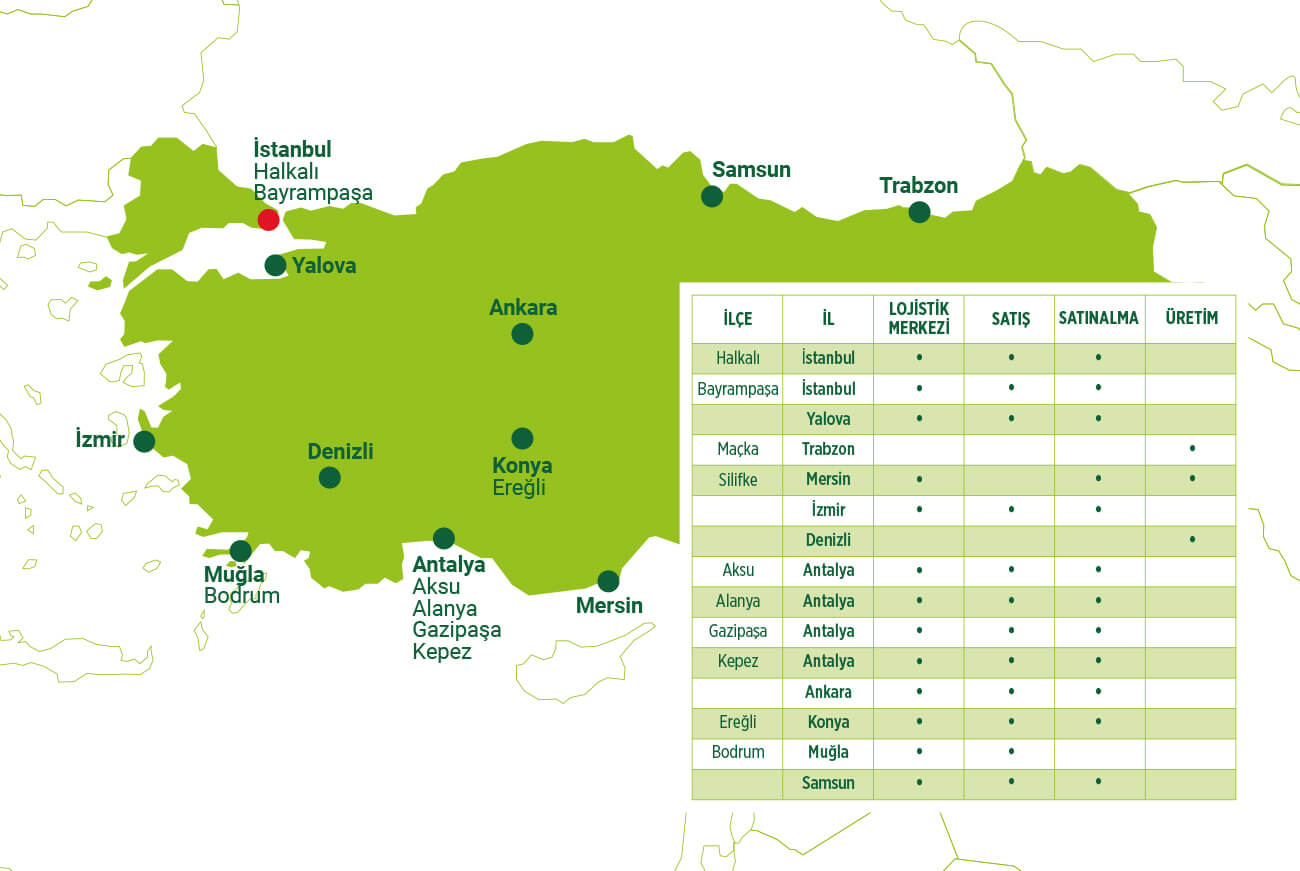 İstanbul
Halkalı
Bayrampaşa
Samsun
Trabzon
Yalova
Ankara
İzmir
Denizli
Konya
Ereğli
Muğla
Bodrum
Antalya
Aksu
Alanya
Gazipaşa
Kepez
Mersin
İLÇE İL LOJİSTİK MERKEZİ SATIŞ SATINALMA ÜRETİM
Halkalı İstanbul • • •
Bayrampaşa İstanbul • • •
Yalova • • •
Maçka Trabzon •
Silifke Mersin • • •
İzmir • • •
Denizli •
Aksu Antalya • • •
Alanya Antalya • • •
Gazipaşa Antalya • • •
Kepez Antalya • • •
Ankara • • •
Ereğli Konya • • •
Bodrum Muğla • •
Samsun • • •